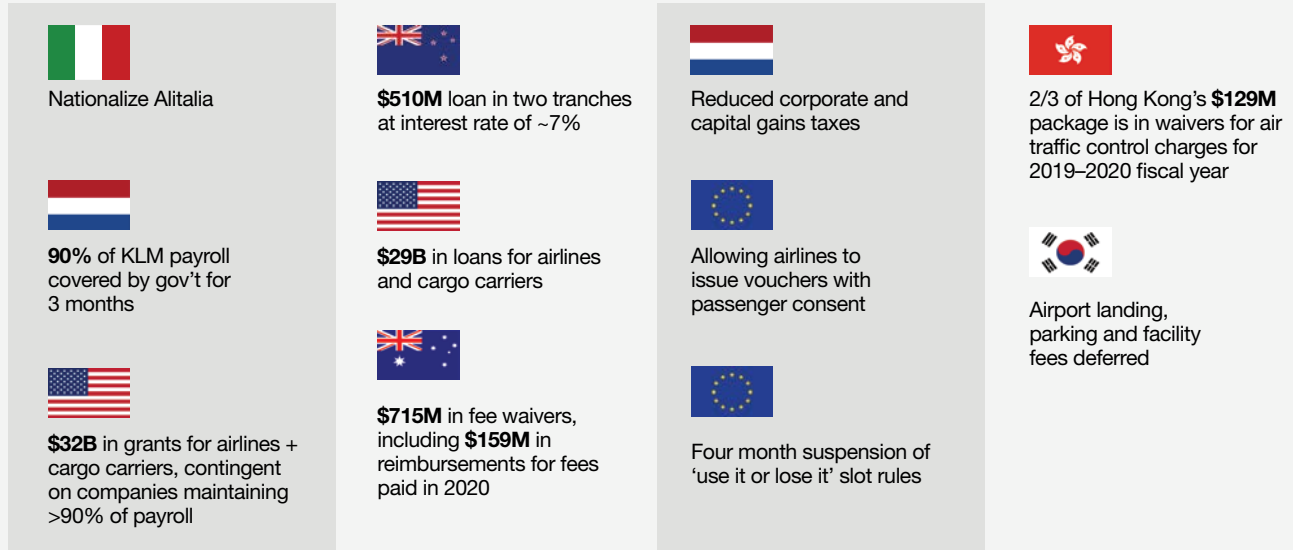 Nationalize Alitalia
90% of KLM payroll
covered by gov't for
3 months
$32B in grants for airlines +
cargo carriers, contingent
on companies maintaining
>90% of payroll
$510M loan in two tranches
at interest rate of ~7%
$29B in loans for airlines
and cargo carriers
$715M in fee waivers,
including $159M in
reimbursements for fees
paid in 2020
Reduced corporate and
capital gains taxes
Allowing airlines to
issue vouchers with
passenger consent
Four month suspension of
‘use it or lose it’ slot rules
2/3 of Hong Kong’s $129M
package is in waivers for air
traffic control charges for
2019–2020 fiscal year
Airport landing,
parking and facility
fees deferred